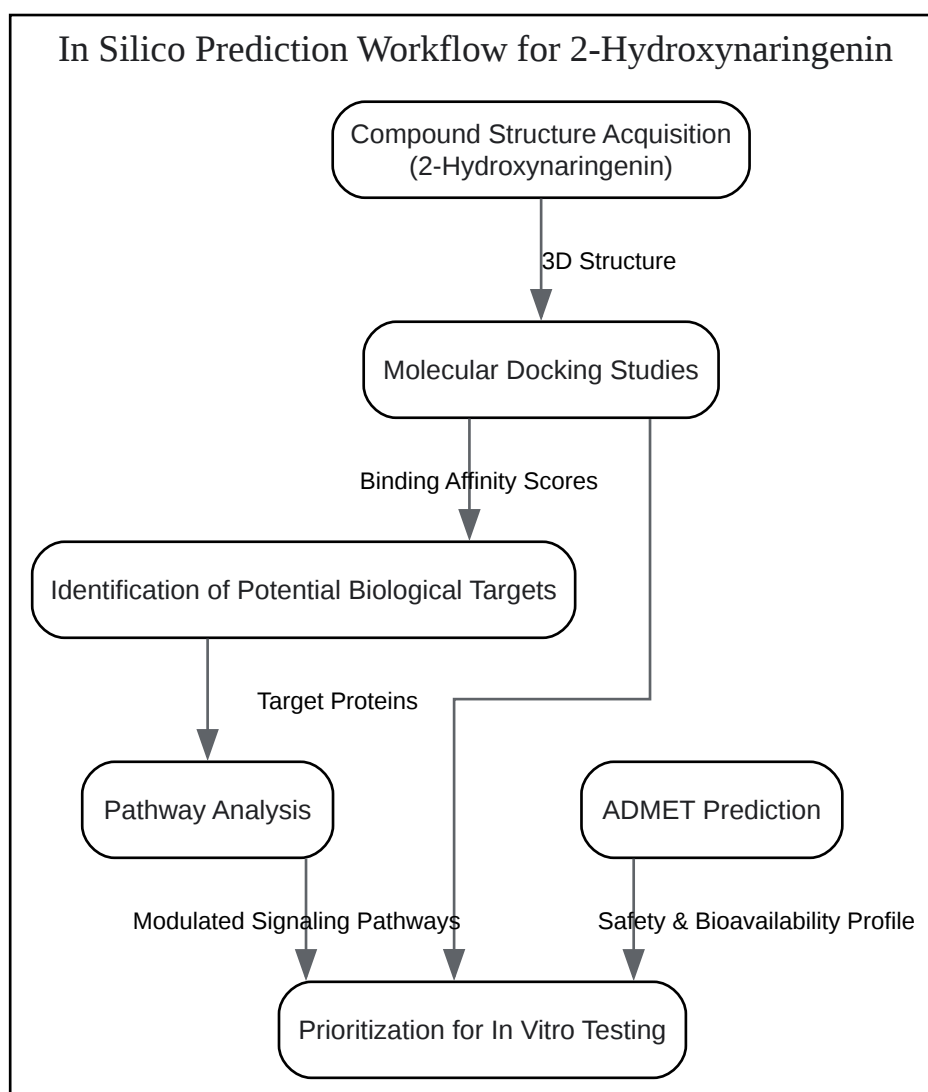 In Silico Prediction Workflow for 2-Hydroxynaringenin
Compound Structure Acquisition
(2-Hydroxynaringenin)
3D Structure
Molecular Docking Studies
Binding Affinity Scores
Identification of Potential Biological Targets
Target Proteins
Pathway Analysis
ADMET Prediction
Modulated Signaling Pathways
Safety & Bioavailability Profile
Prioritization for In Vitro Testing